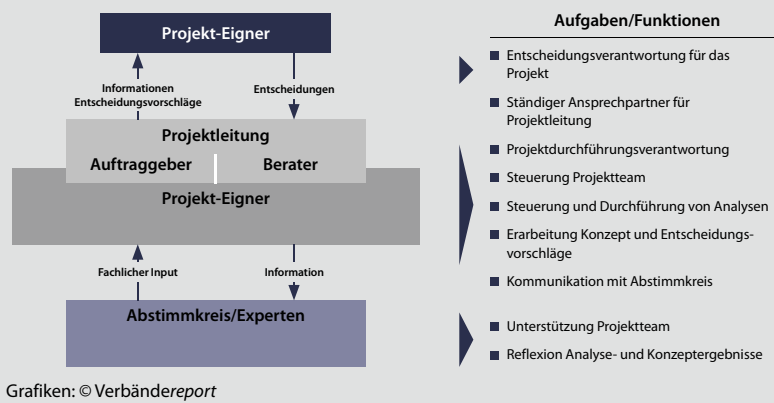 Projekt-Eigner
Informationen
Entscheidungsvorschläge
Entscheidungen
Projektleitung
Auftraggeber
Berater
Projekt-Eigner
Fachlicher Input
Information
Abstimmkreis/Experten
Aufgaben/Funktionen
■ Entscheidungsverantwortung für das
Projekt
■ Ständiger Ansprechpartner für
Projektleitung
■ Projektdurchführungsverantwortung
■ Steuerung Projektteam
■ Steuerung und Durchführung von Analysen
■ Erarbeitung Konzept und Entscheidungs-
vorschläge
■ Kommunikation mit Abstimmkreis
■ Unterstützung Projektteam
■ Reflexion Analyse- und Konzeptergebnisse
Grafiken: © Verbändereport